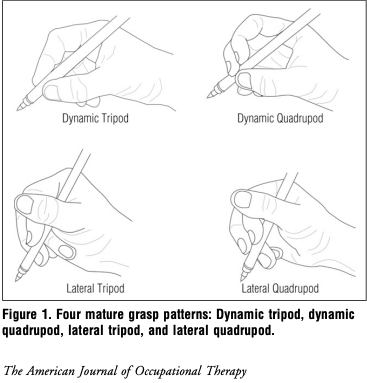 Dynamic Tripod
Dynamic Quadrupod
Lateral Tripod
Lateral Quadrupod
Figure 1. Four mature grasp patterns: Dynamic tripod, dynamic
quadrupod, lateral tripod, and lateral quadrupod.
The American Journal of Occupational Therapy